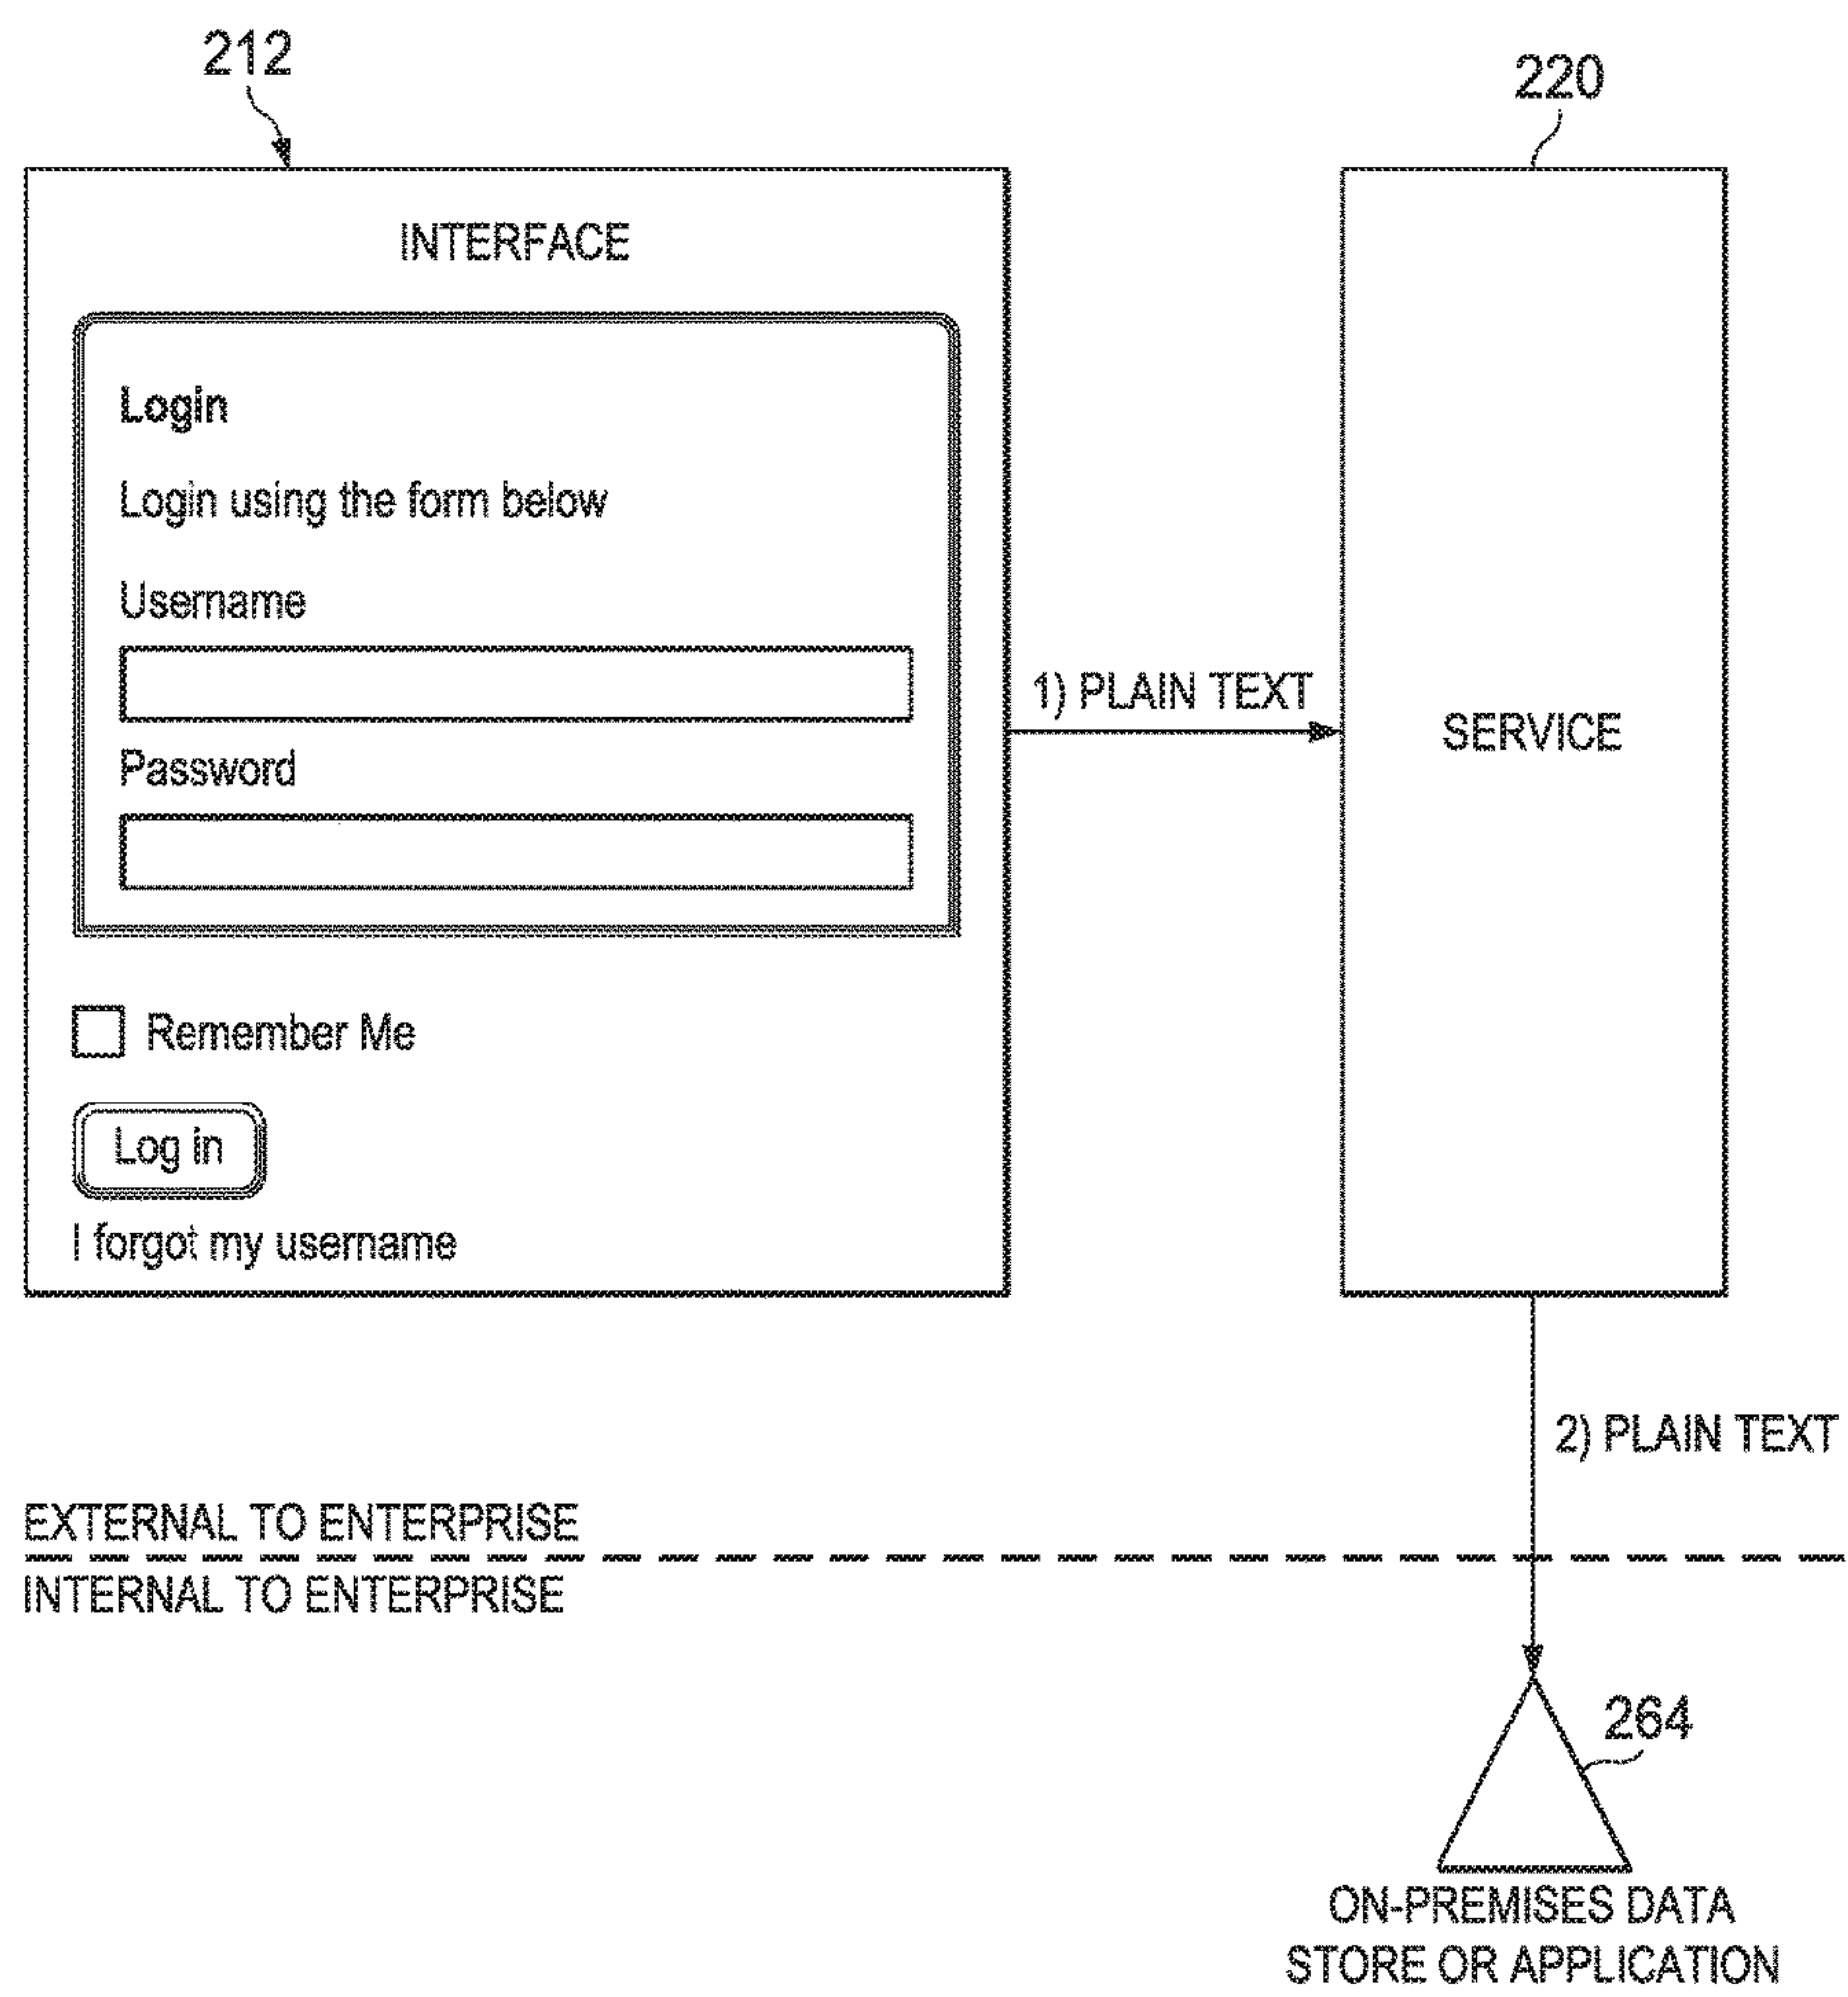 212
220
INTERFACE
Login
Login using the form below
Username
Password
Remember Me
Log in
I forgot my username
1) PLAIN TEXT
SERVICE
2) PLAIN TEXT
EXTERNAL TO ENTERPRISE
INTERNAL TO ENTERPRISE
264
ON-PREMISES DATA
STORE OR APPLICATION